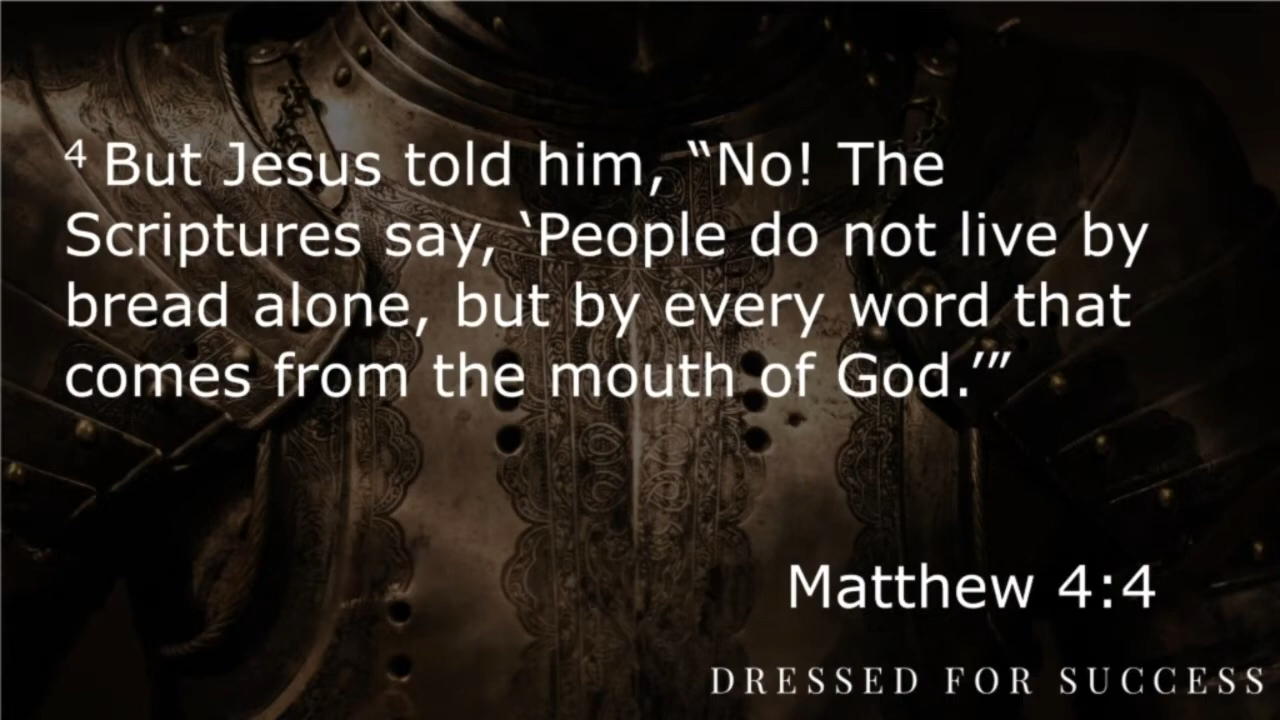 4 But Jesus told him, “No! The
Scriptures say, ‘People do not live by
bread alone, but by every word that
comes from the mouth of God.’”
Matthew 4:4
DRESSED FOR SUCCESS